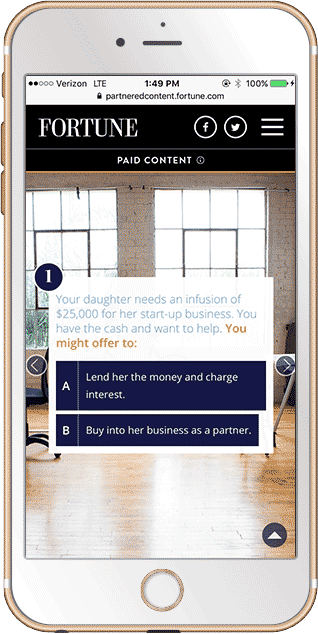 Verizon LTE 1:49 PM 100%
partneredcontent.fortune.com
FORTUNE
PAID CONTENT
1
Your daughter needs an infusion of
$25,000 for her start-up business. You
have the cash and want to help. You
might offer to:
A Lend her the money and charge
interest.
B Buy into her business as a partner.